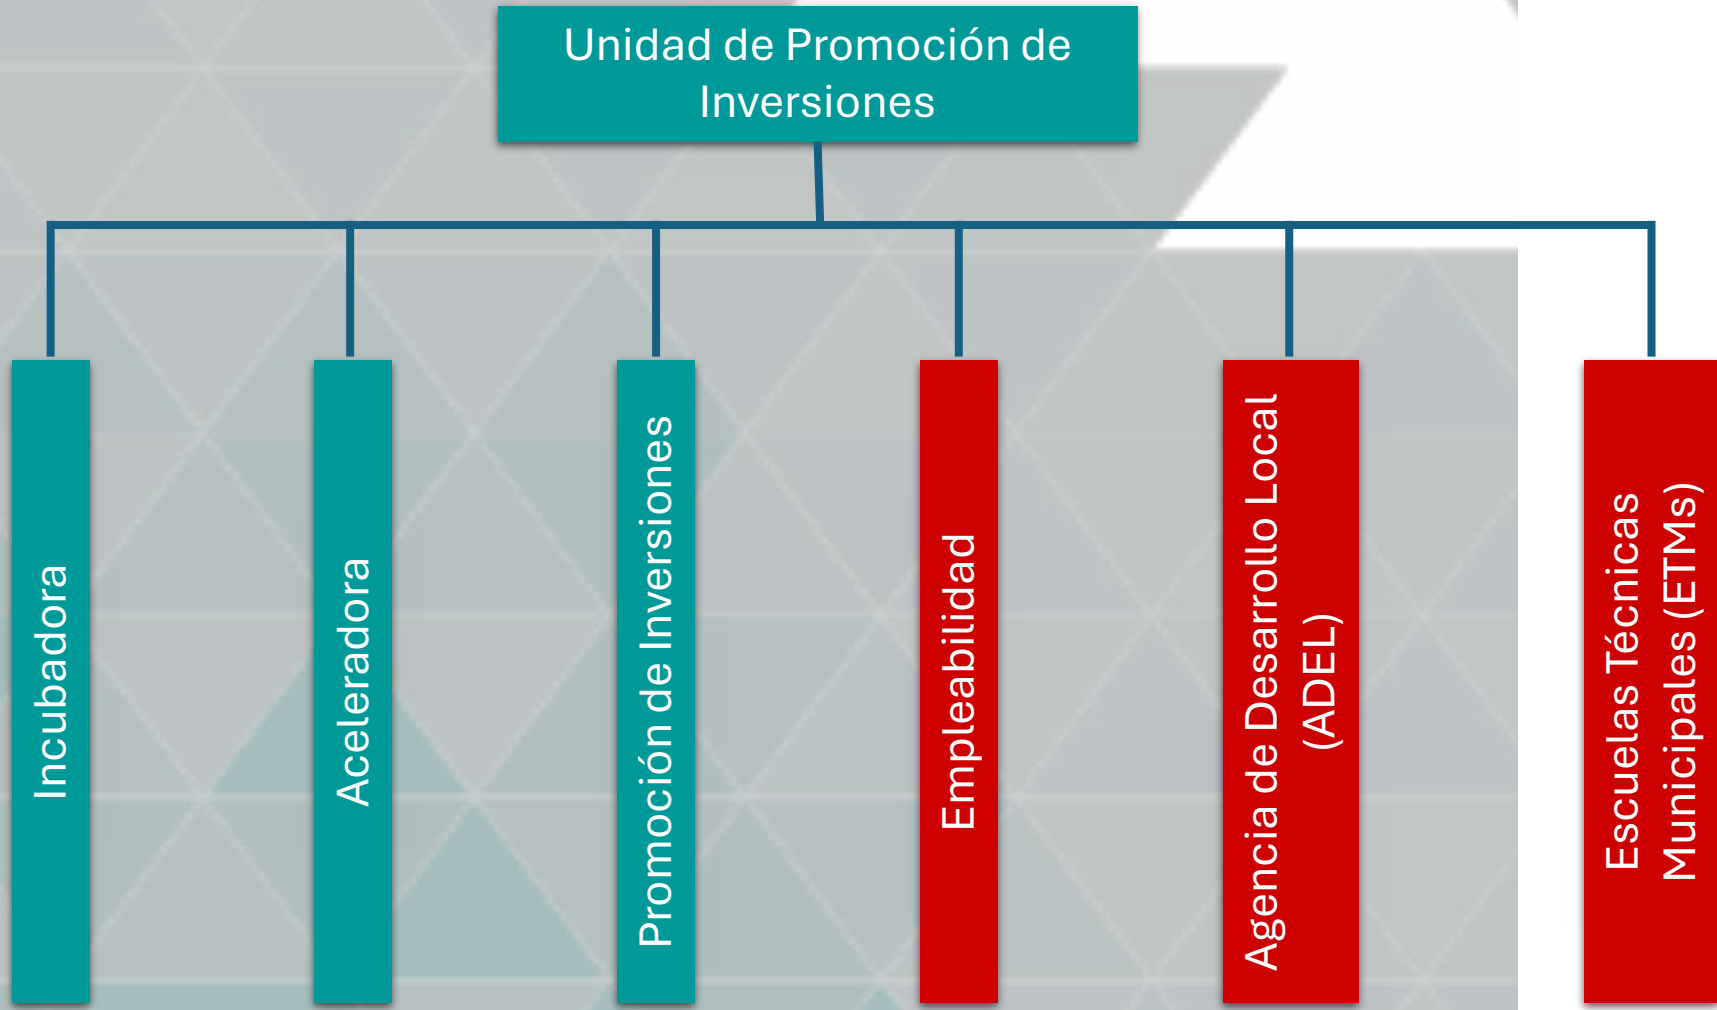 Unidad de Promoción de
Inversiones
Incubadora
Aceleradora
Promoción de Inversiones
Empleabilidad
Agencia de Desarrollo Local
(ADEL)
Escuelas Técnicas
Municipales (ETMs)